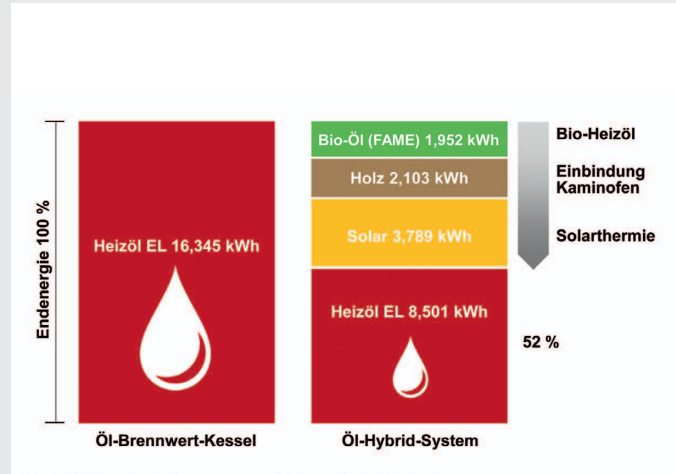 Endenergie 100 %
Heizöl EL 16,345 kWh
Öl-Brennwert-Kessel
Bio-Öl (FAME) 1,952 kWh
Holz 2,103 kWh
Solar 3,789 kWh
Heizöl EL 8,501 kWh
Öl-Hybrid-System
Bio-Heizöl
Einbindung
Kaminofen
Solarthermie
52 %